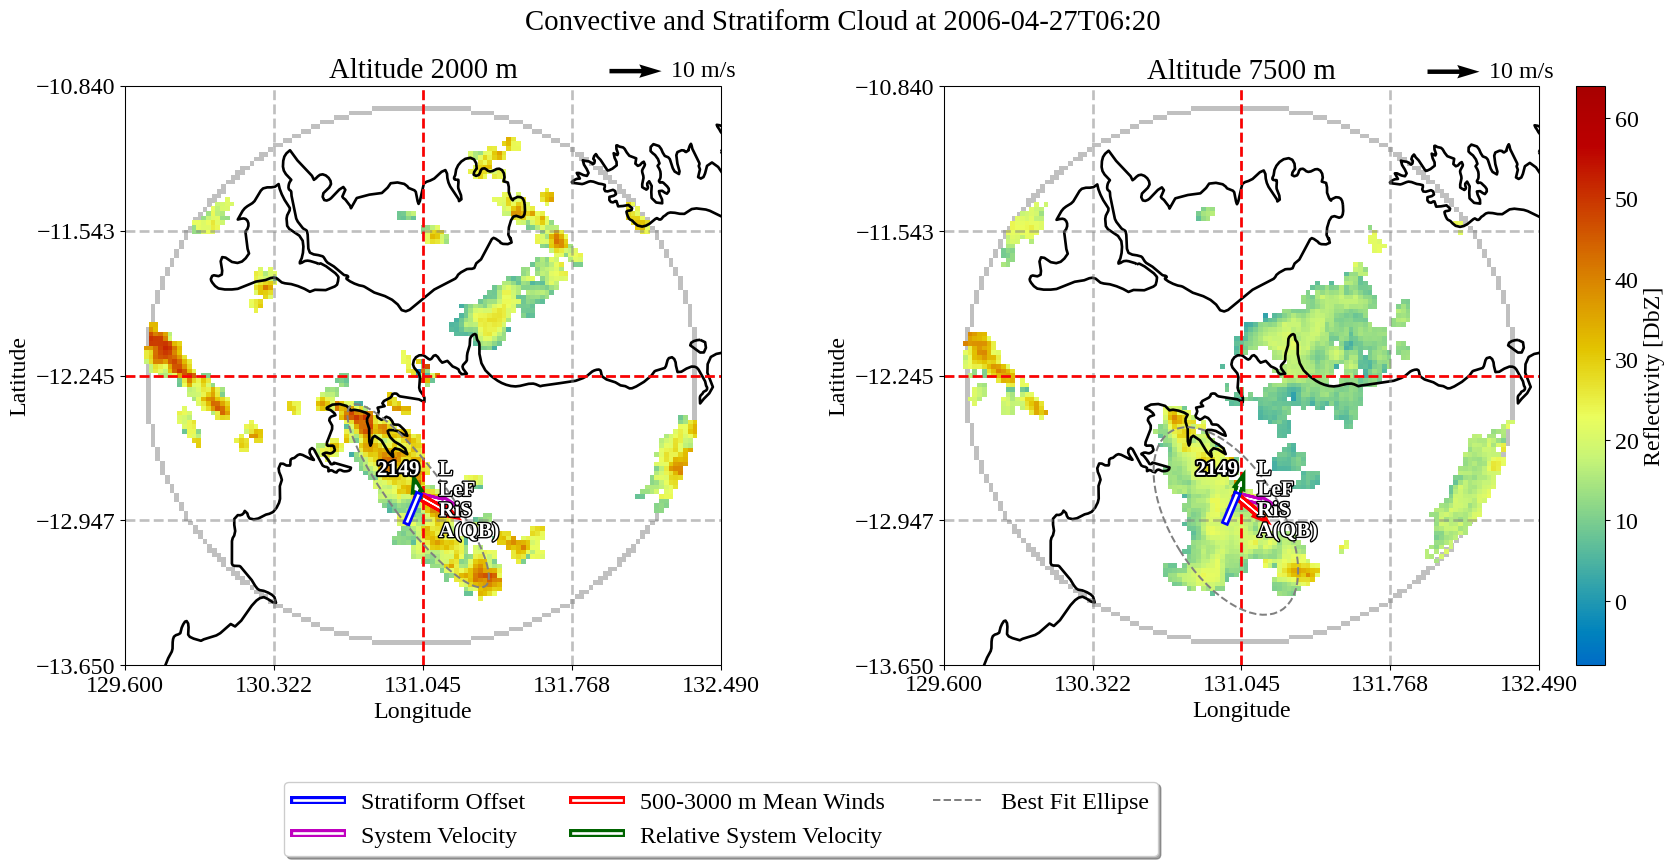 Convective and Stratiform Cloud at 2006-04-27T06:20
Altitude 2000 m
10 m/s
Altitude 7500 m
10 m/s
−10.840
−11.543
−12.245
−12.947
−13.650
Latitude
129.600
130.322
131.045
131.768
132.490
Longitude
2149
L
LeF
RiS
A(QB)
−10.840
−11.543
−12.245
−12.947
−13.650
Latitude
129.600
130.322
131.045
131.768
132.490
Longitude
2149
L
LeF
RiS
A(QB)
60
50
40
30
20
10
0
Reflectivity [DbZ]
Stratiform Offset
System Velocity
500-3000 m Mean Winds
Relative System Velocity
Best Fit Ellipse